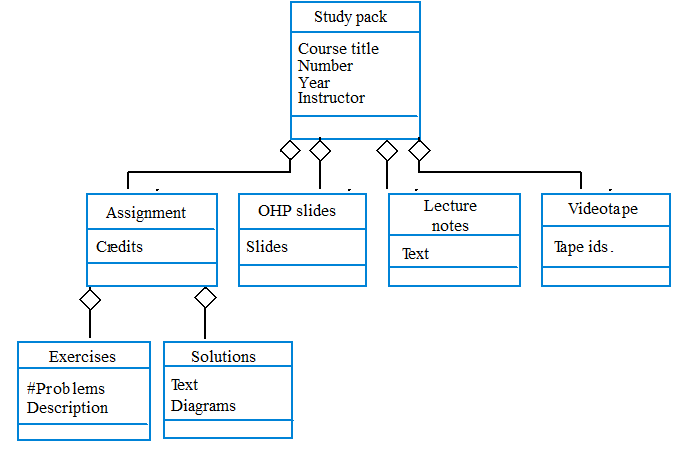 Study pack
Course title
Number
Year
Instructor
Assignment
Credits
OHP slides
Slides
Lecture
notes
Text
Videotape
Tape ids.
Exercises
#Problems
Description
Solutions
Text
Diagrams